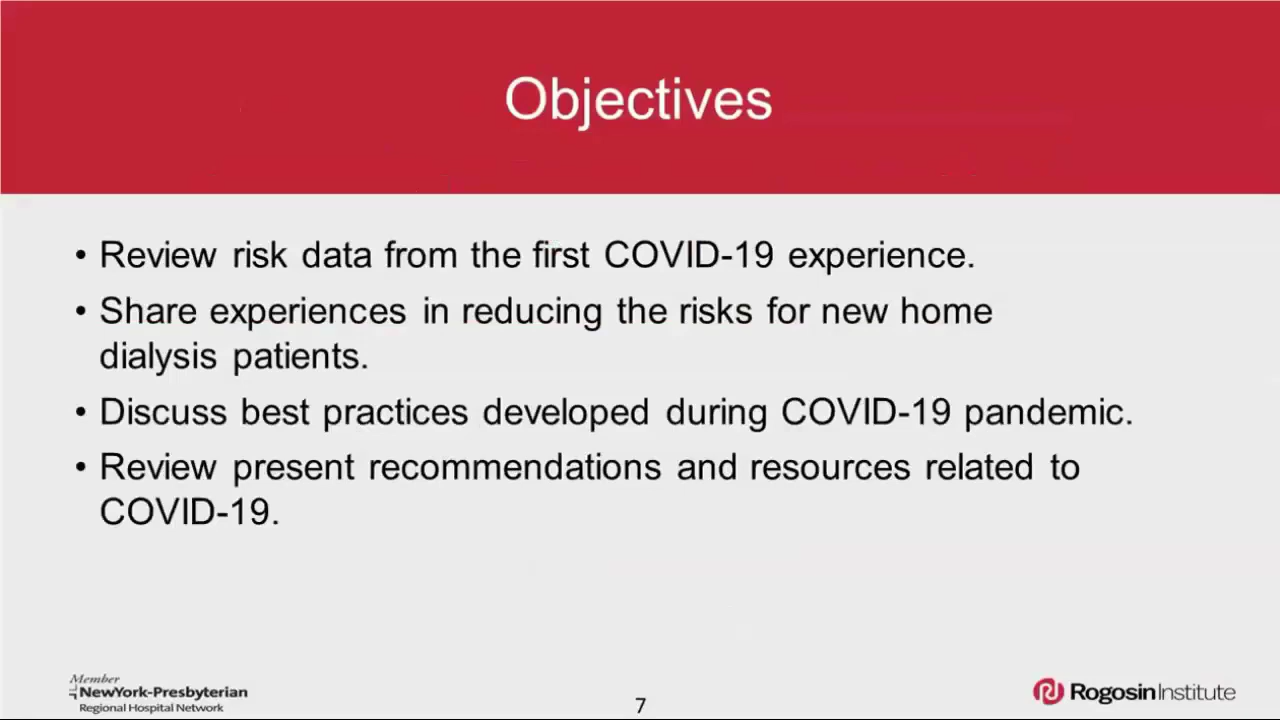 Objectives
• Review risk data from the first COVID-19 experience.
• Share experiences in reducing the risks for new home
dialysis patients.
• Discuss best practices developed during COVID-19 pandemic.
• Review present recommendations and resources related to
COVID-19.
Member
NewYork-Presbyterian
Regional Hospital Network
7
Rogosin Institute